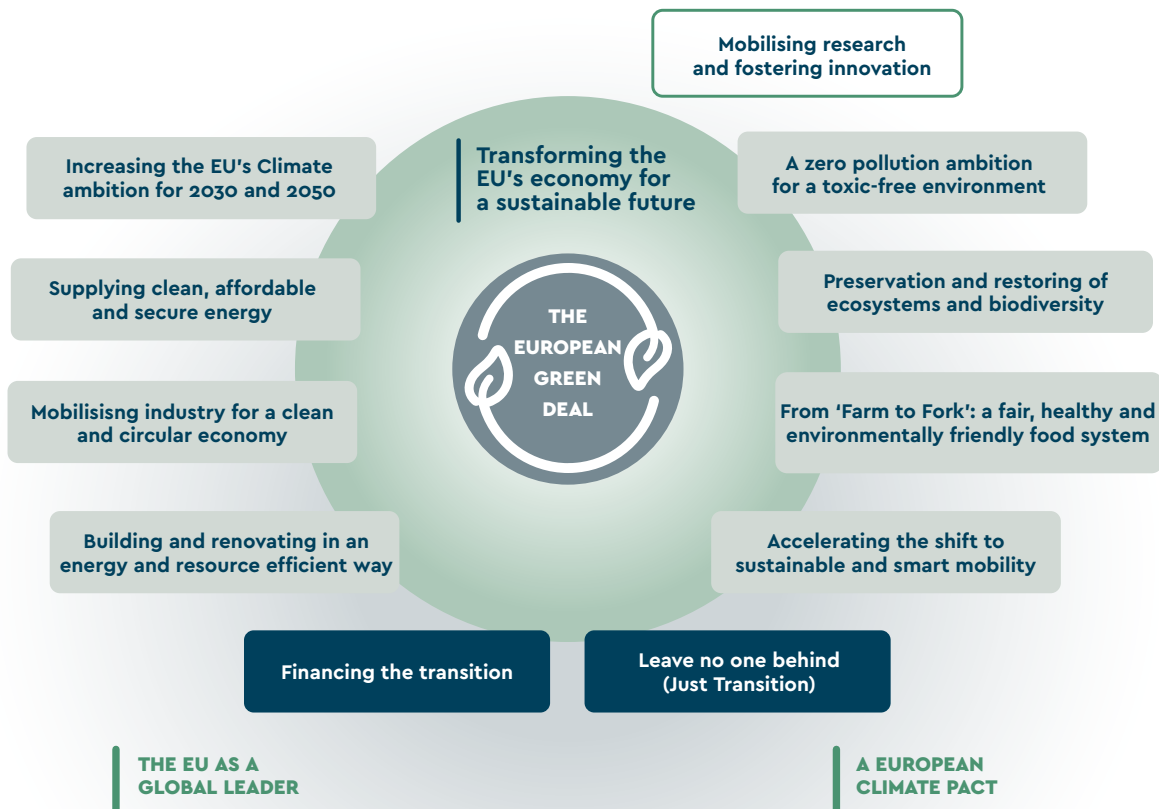 Mobilising research
and fostering innovation
Transforming the
EU's economy for
a sustainable future
Increasing the EU's Climate
ambition for 2030 and 2050
A zero pollution ambition
for a toxic-free environment
Supplying clean, affordable
and secure energy
Preservation and restoring of
ecosystems and biodiversity
THE
EUROPEAN
GREEN
DEAL
Mobilisisng industry for a clean
and circular economy
From ‘Farm to Fork’: a fair, healthy and
environmentally friendly food system
Building and renovating in an
energy and resource efficient way
Accelerating the shift to
sustainable and smart mobility
Financing the transition
Leave no one behind
(Just Transition)
THE EU AS A
GLOBAL LEADER
A EUROPEAN
CLIMATE PACT